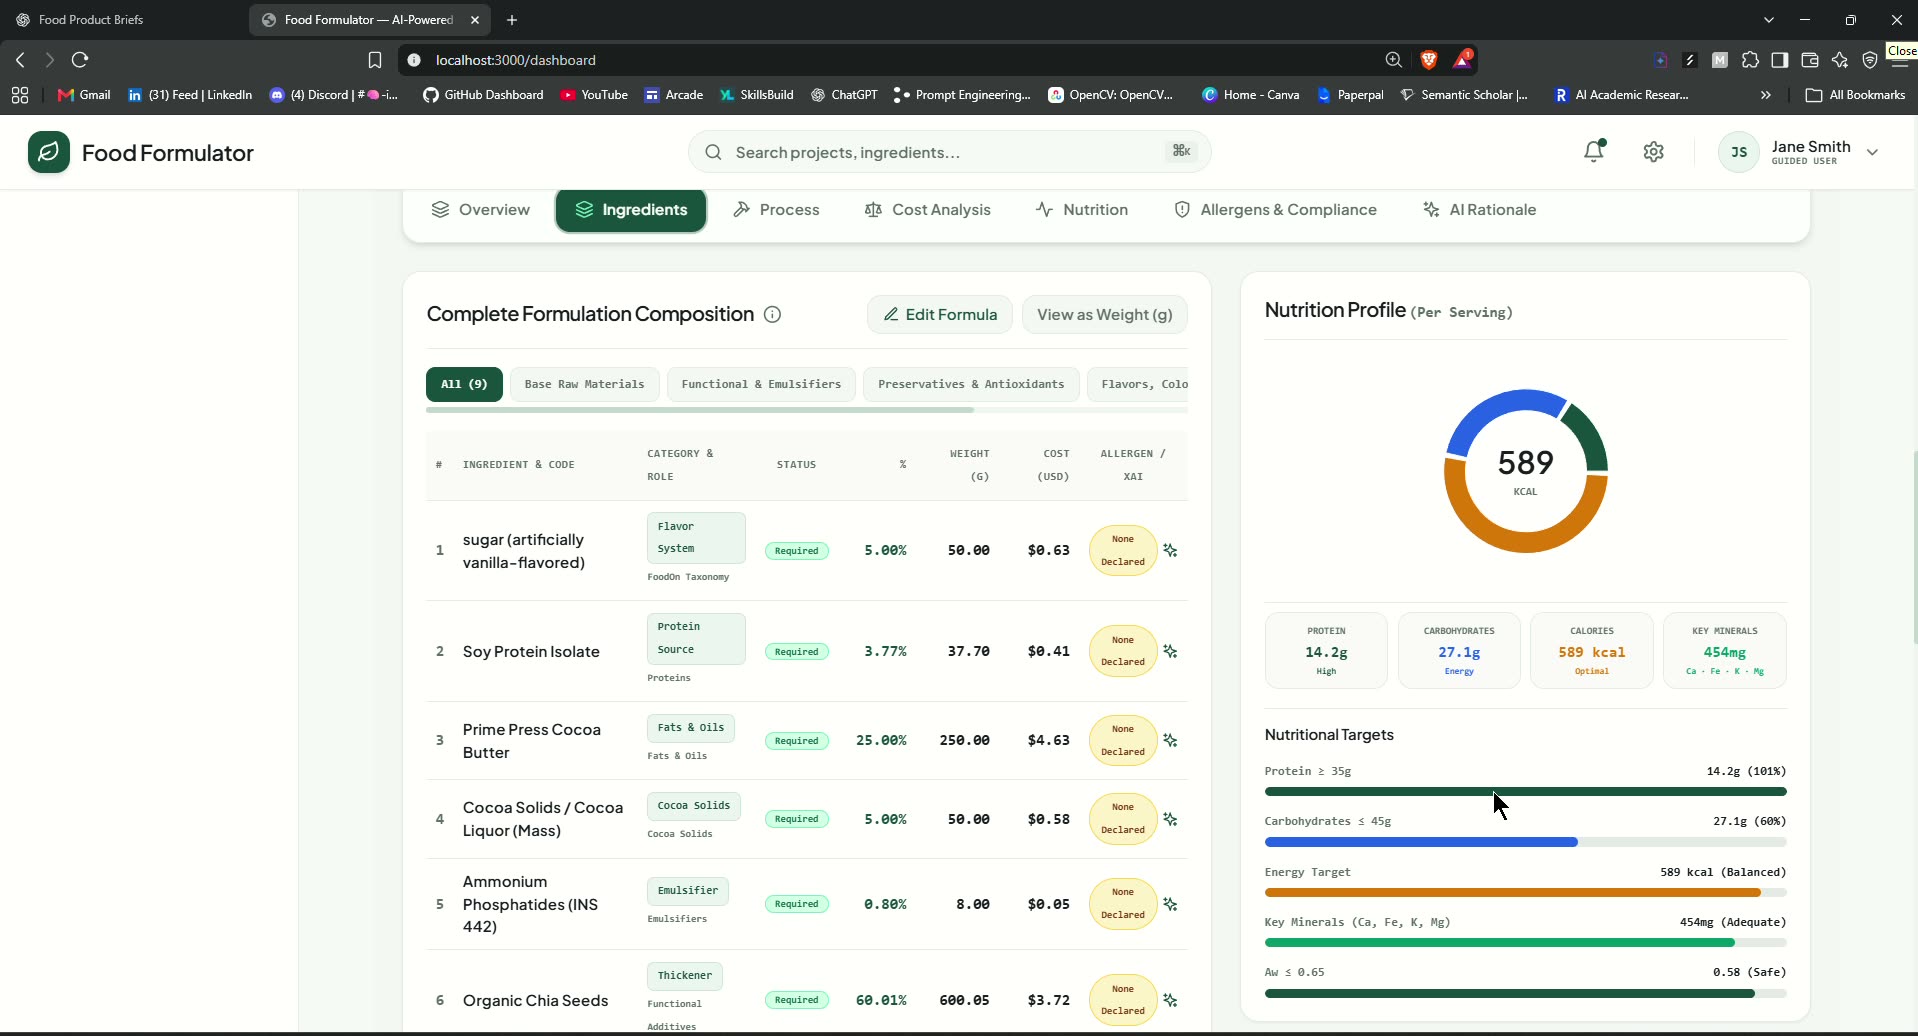 Food Product Briefs
Food Formulator — AI-Powered
localhost:3000/dashboard
1
Close
Gmail
(31) Feed | LinkedIn
(4) Discord | #🧠-i...
GitHub Dashboard
YouTube
Arcade
SkillsBuild
ChatGPT
Prompt Engineering...
OpenCV: OpenCV...
Home - Canva
Paperpal
Semantic Scholar |...
AI Academic Resear...
All Bookmarks
Food Formulator
Search projects, ingredients...
⌘K
JS
Jane Smith
GUIDED USER
Overview
Ingredients
Process
Cost Analysis
Nutrition
Allergens & Compliance
AI Rationale
Complete Formulation Composition
Edit Formula
View as Weight (g)
All (9)
Base Raw Materials
Functional & Emulsifiers
Preservatives & Antioxidants
Flavors, Colo
# INGREDIENT & CODE CATEGORY & ROLE STATUS % WEIGHT (G) COST (USD) ALLERGEN / XAI
1 sugar (artificially vanilla-flavored) Flavor System FoodOn Taxonomy Required 5.00% 50.00 $0.63 None Declared
2 Soy Protein Isolate Protein Source Proteins Required 3.77% 37.70 $0.41 None Declared
3 Prime Press Cocoa Butter Fats & Oils Fats & Oils Required 25.00% 250.00 $4.63 None Declared
4 Cocoa Solids / Cocoa Liquor (Mass) Cocoa Solids Cocoa Solids Required 5.00% 50.00 $0.58 None Declared
5 Ammonium Phosphatides (INS 442) Emulsifier Emulsifiers Required 0.80% 8.00 $0.05 None Declared
6 Organic Chia Seeds Thickener Functional Additives Required 60.01% 600.05 $3.72 None Declared
Nutrition Profile (Per Serving)
589
KCAL
PROTEIN
14.2g
High
CARBOHYDRATES
27.1g
Energy
CALORIES
589 kcal
Optimal
KEY MINERALS
454mg
Ca · Fe · K · Mg
Nutritional Targets
Protein ≥ 35g 14.2g (101%)
Carbohydrates ≤ 45g 27.1g (60%)
Energy Target 589 kcal (Balanced)
Key Minerals (Ca, Fe, K, Mg) 454mg (Adequate)
Aw ≤ 0.65 0.58 (Safe)